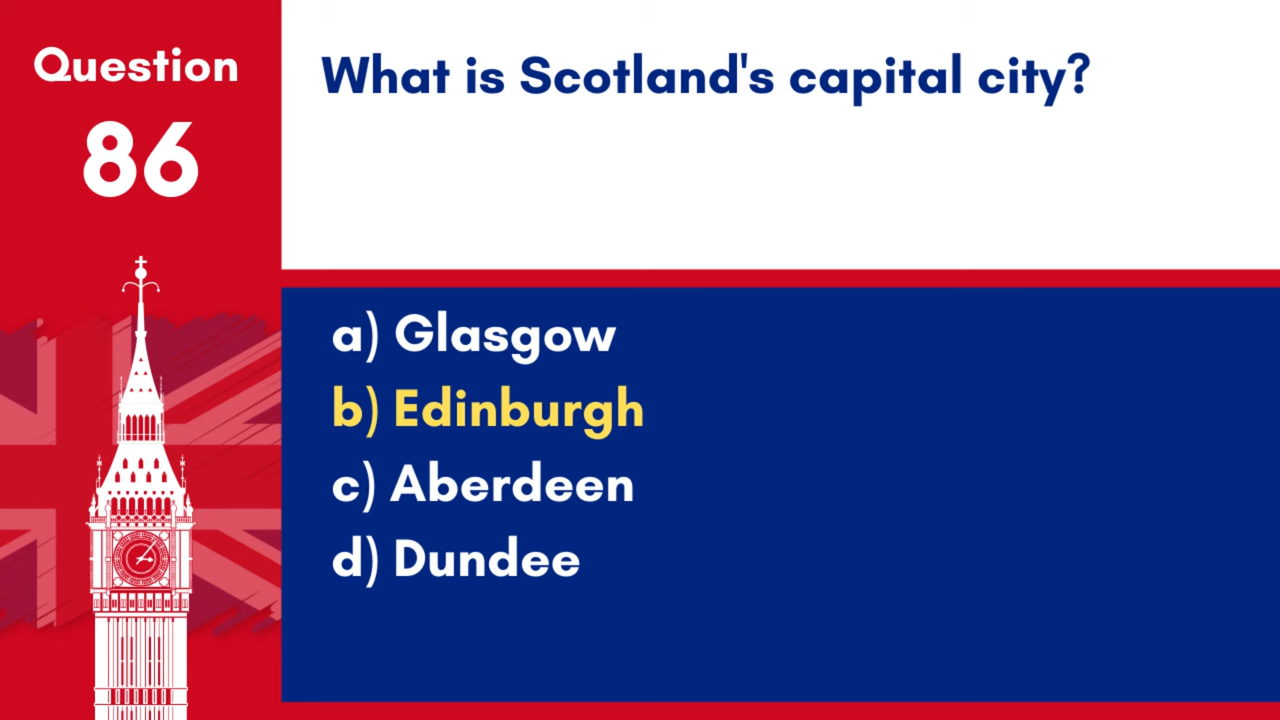 Question
86
What is Scotland's capital city?
a) Glasgow
b) Edinburgh
c) Aberdeen
d) Dundee